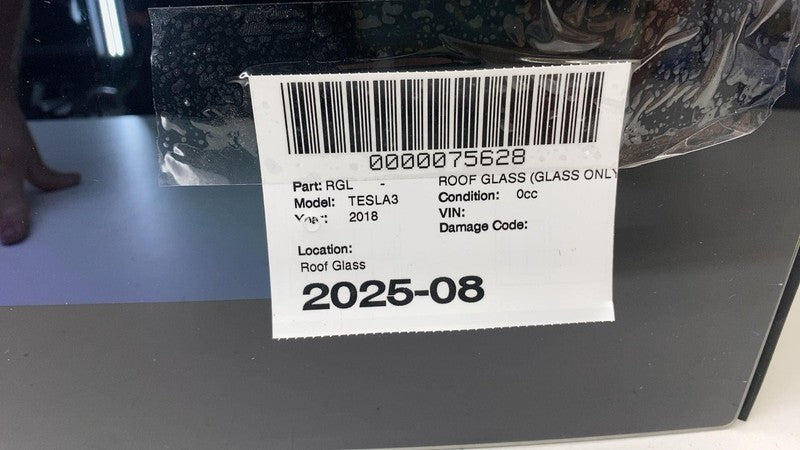 0000075628
Part: RGL - ROOF GLASS (GLASS ONLY
Model: TESLA3 Condition: 0cc
Year: 2018 VIN:
Damage Code:
Location:
Roof Glass
2025-08